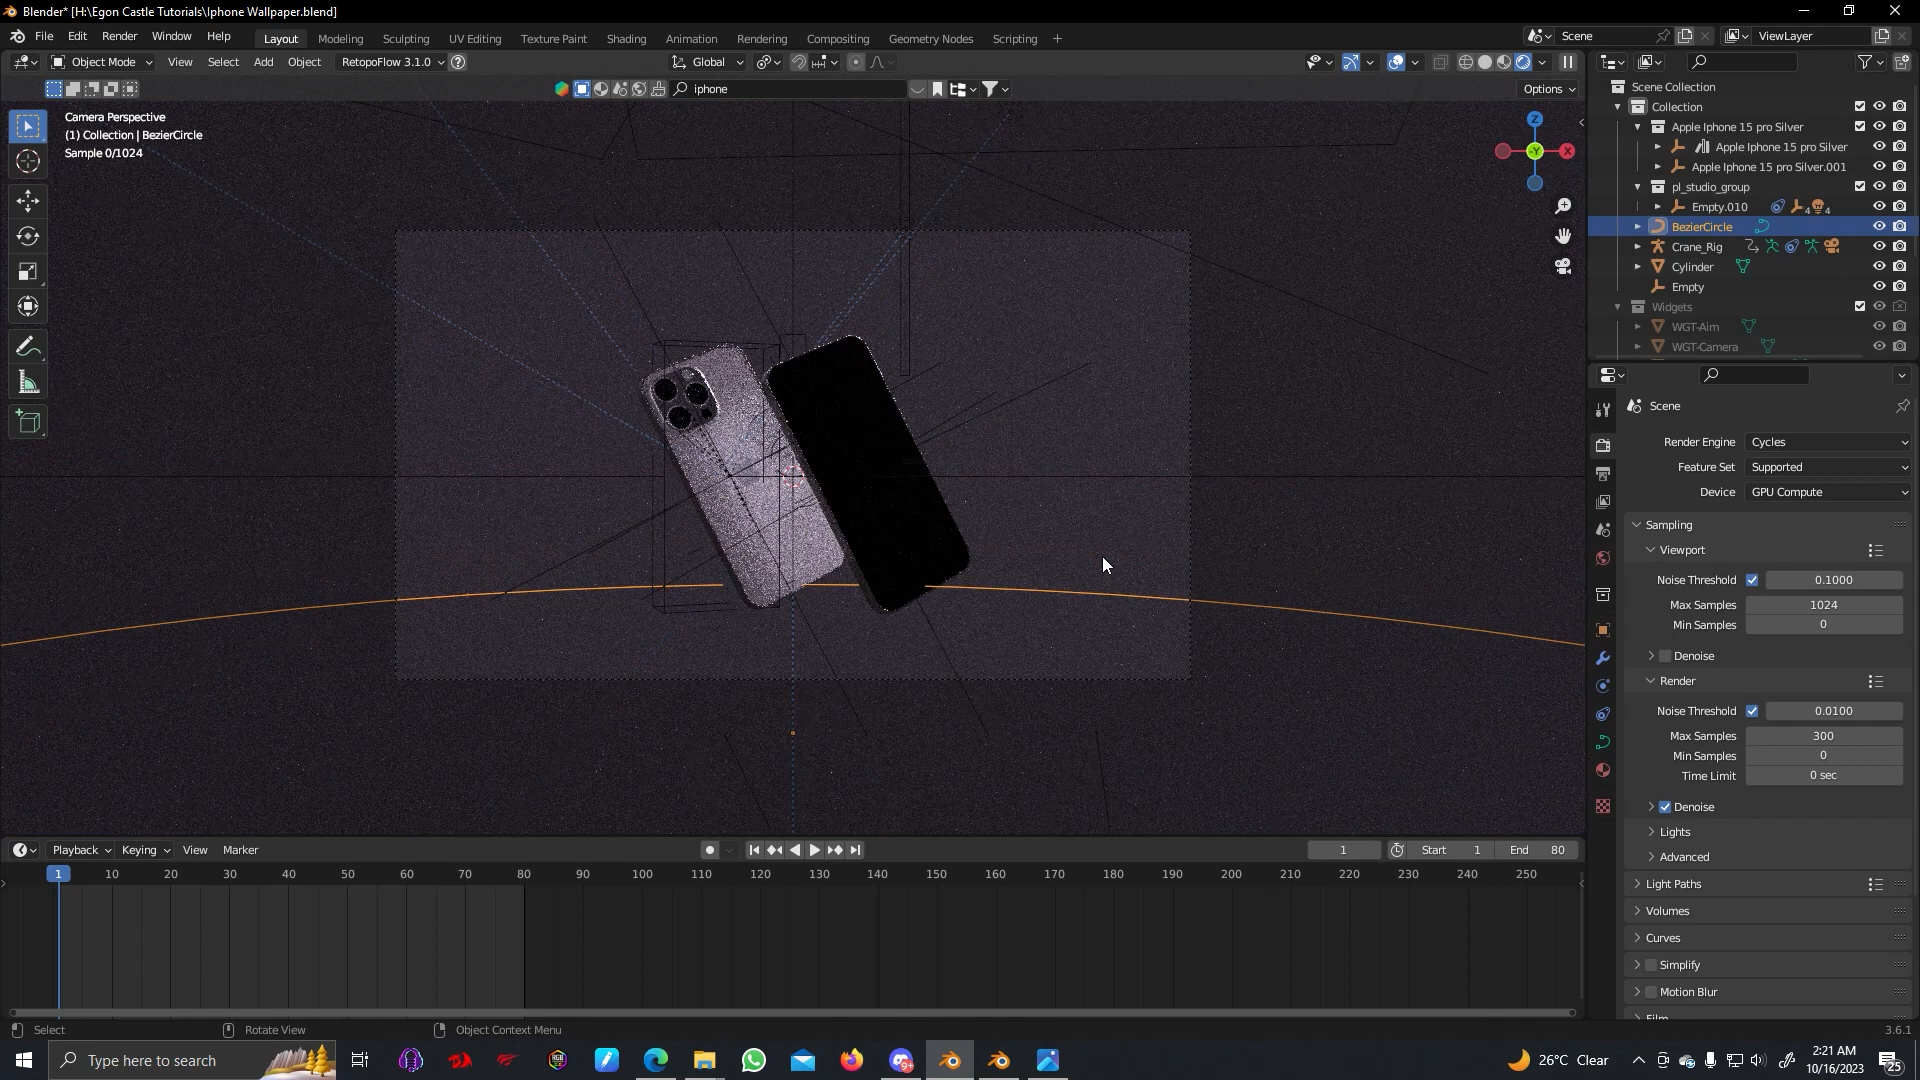 Blender* [H:\Egon Castle Tutorials\Iphone Wallpaper.blend]
File Edit Render Window Help Layout Modeling Sculpting UV Editing Texture Paint Shading Animation Rendering Compositing Geometry Nodes Scripting + Scene ViewLayer
Object Mode View Select Add Object RetopoFlow 3.1.0 ? Global
iphone Options
Camera Perspective
(1) Collection | BezierCircle
Sample 0/1024
Z
-Y X
Scene Collection
Collection
Apple Iphone 15 pro Silver
Apple Iphone 15 pro Silver
Apple Iphone 15 pro Silver.001
pl_studio_group
Empty.010 4 4
BezierCircle
Crane_Rig
Cylinder
Empty
Widgets
WGT-Aim
WGT-Camera
Scene
Render Engine Cycles
Feature Set Supported
Device GPU Compute
Sampling
Viewport
Noise Threshold 0.1000
Max Samples 1024
Min Samples 0
Denoise
Render
Noise Threshold 0.0100
Max Samples 300
Min Samples 0
Time Limit 0 sec
Denoise
Lights
Advanced
Light Paths
Volumes
Curves
Simplify
Motion Blur
Playback Keying View Marker 1 Start 1 End 80
1 10 20 30 40 50 60 70 80 90 100 110 120 130 140 150 160 170 180 190 200 210 220 230 240 250
Select Rotate View Object Context Menu 3.6.1
Type here to search 9+ 26°C Clear 2:21 AM
10/16/2023 25